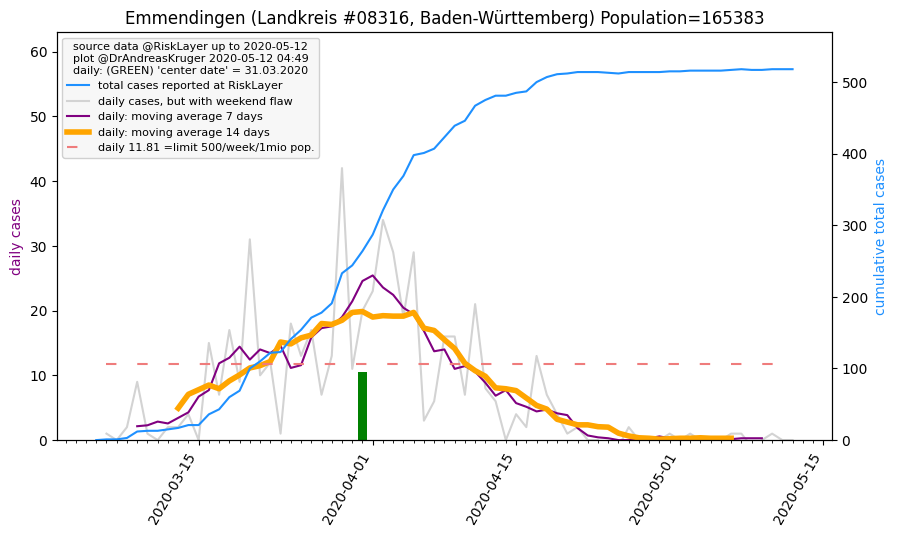 Emmendingen (Landkreis #08316, Baden-Württemberg) Population=165383
source data @RiskLayer up to 2020-05-12
plot @DrAndreasKruger 2020-05-12 04:49
daily: (GREEN) 'center date' = 31.03.2020
total cases reported at RiskLayer
daily cases, but with weekend flaw
daily: moving average 7 days
daily: moving average 14 days
daily 11.81 =limit 500/week/1mio pop.
daily cases
60
50
40
30
20
10
0
cumulative total cases
500
400
300
200
100
0
2020-03-15
2020-04-01
2020-04-15
2020-05-01
2020-05-15